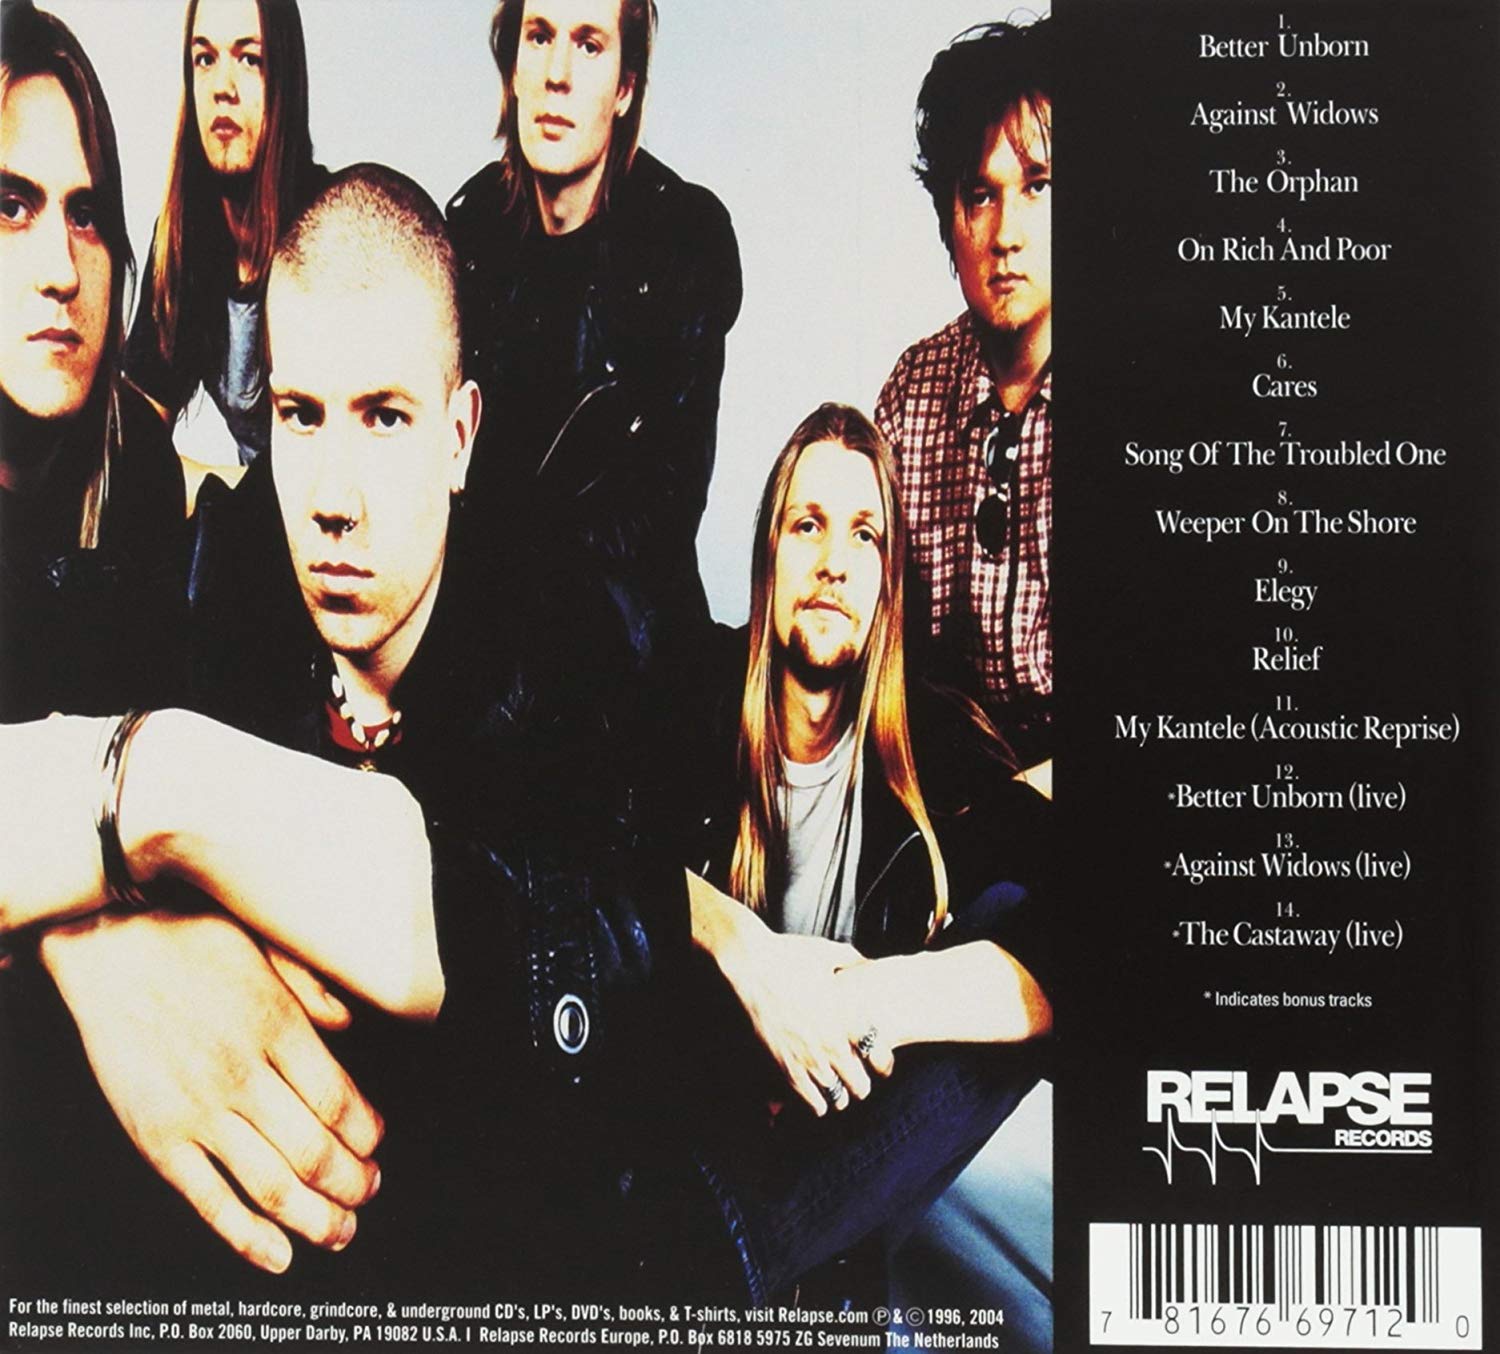 1.
Better Unborn
2.
Against Widows
3.
The Orphan
4.
On Rich And Poor
5.
My Kantele
6.
Cares
7.
Song Of The Troubled One
8.
Weeper On The Shore
9.
Elegy
10.
Relief
11.
My Kantele (Acoustic Reprise)
12.
*Better Unborn (live)
13.
*Against Widows (live)
14.
*The Castaway (live)
* Indicates bonus tracks
RELAPSE
RECORDS
7 81676 69712 0
For the finest selection of metal, hardcore, grindcore, & underground CD's, LP's, DVD's, books, & T-shirts, visit Relapse.com ℗ & © 1996, 2004
Relapse Records Inc, P.O. Box 2060, Upper Darby, PA 19082 U.S.A. I Relapse Records Europe, P.O. Box 6818 5975 ZG Sevenum The Netherlands